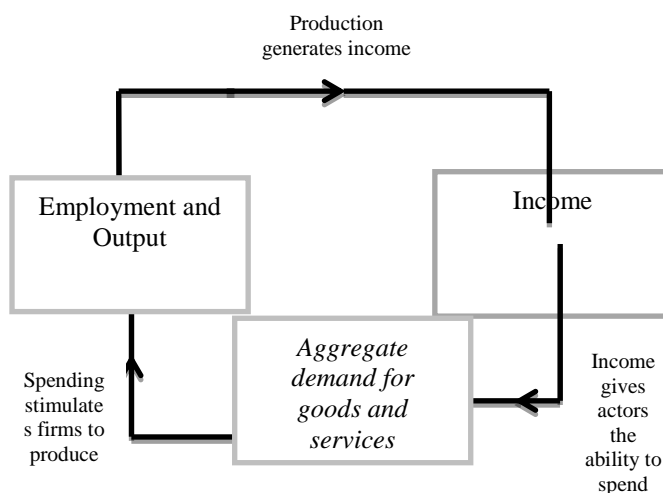 Production
generates income
Employment and
Output
Income
Aggregate
demand for
goods and
services
Spending
stimulate
s firms to
produce
Income
gives
actors
the
ability to
spend